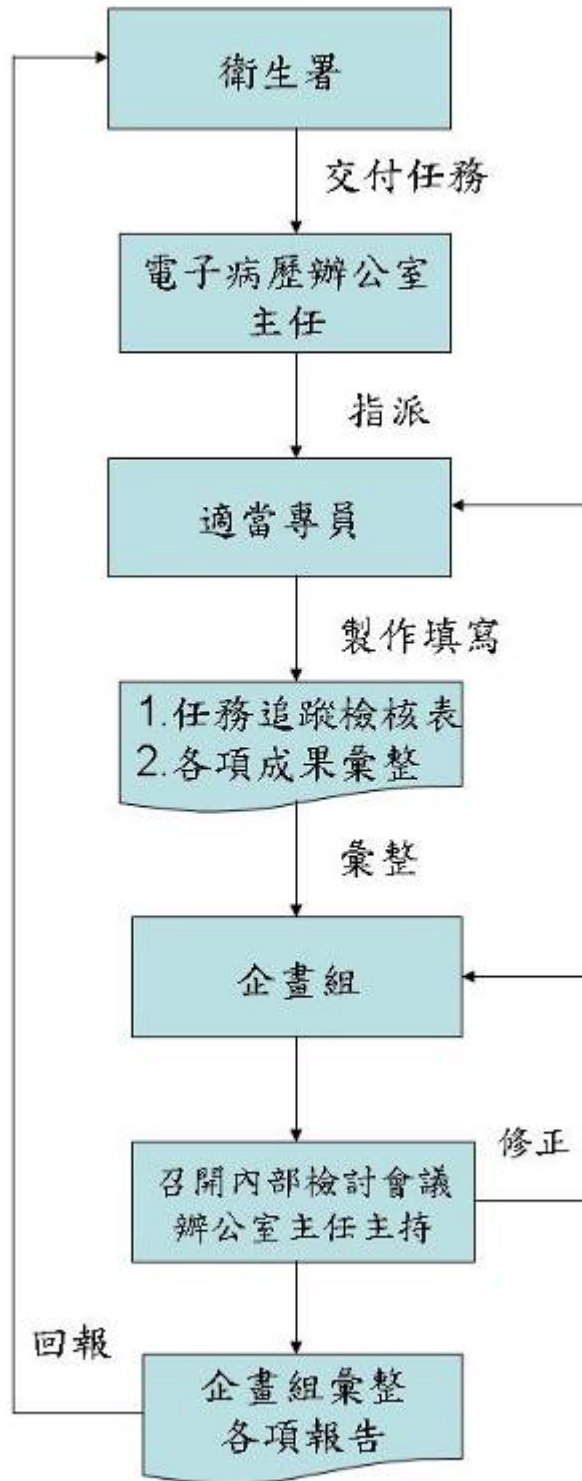 衛生署
交付任務
電子病歷辦公室
主任
指派
適當專員
製作填寫
1.任務追蹤檢核表
2.各項成果彙整
彙整
企畫組
修正
召開內部檢討會議
辦公室主任主持
回報
企畫組彙整
各項報告